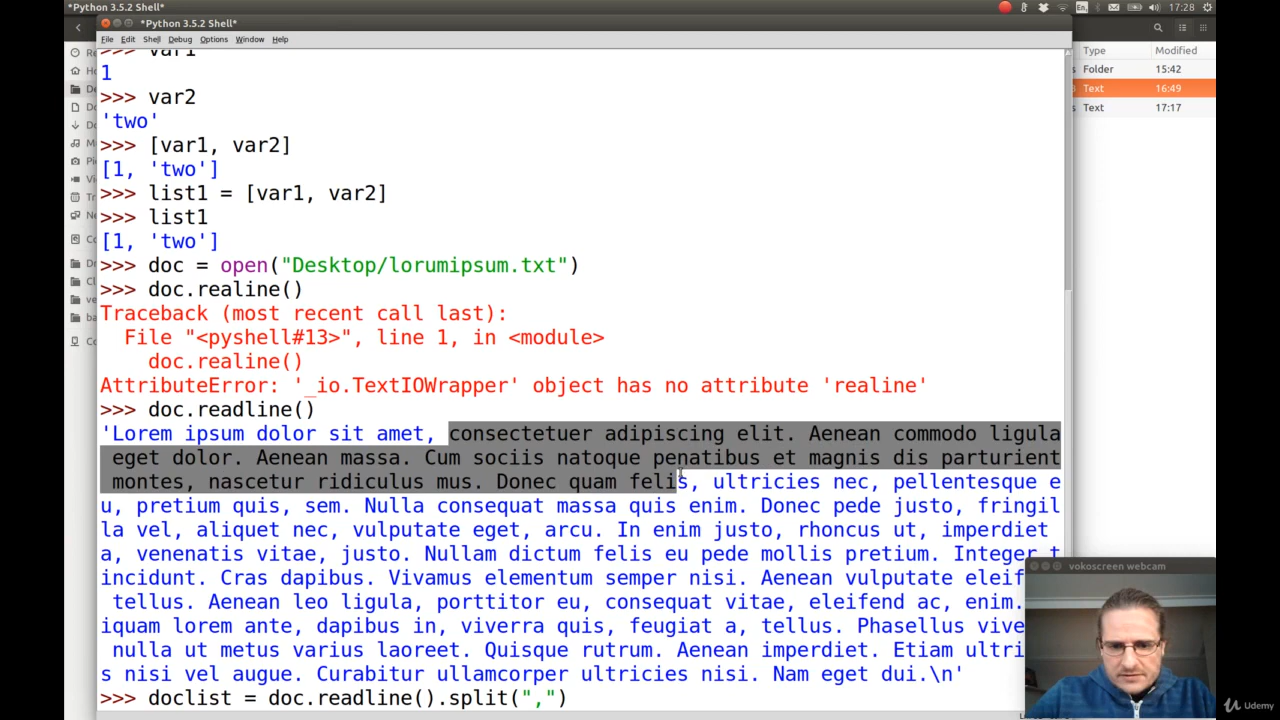 *Python 3.5.2 Shell*
En
17:28
*Python 3.5.2 Shell*
File Edit Shell Debug Options Window Help
Type Modified
Folder 15:42
Text 16:49
Text 17:17
>>> var1
1
>>> var2
'two'
>>> [var1, var2]
[1, 'two']
>>> list1 = [var1, var2]
>>> list1
[1, 'two']
>>> doc = open("Desktop/lorumipsum.txt")
>>> doc.realine()
Traceback (most recent call last):
File "<pyshell#13>", line 1, in <module>
doc.realine()
AttributeError: '_io.TextIOWrapper' object has no attribute 'realine'
>>> doc.readline()
'Lorem ipsum dolor sit amet, consectetuer adipiscing elit. Aenean commodo ligula
eget dolor. Aenean massa. Cum sociis natoque penatibus et magnis dis parturient
montes, nascetur ridiculus mus. Donec quam felis, ultricies nec, pellentesque e
u, pretium quis, sem. Nulla consequat massa quis enim. Donec pede justo, fringil
la vel, aliquet nec, vulputate eget, arcu. In enim justo, rhoncus ut, imperdiet
a, venenatis vitae, justo. Nullam dictum felis eu pede mollis pretium. Integer t
incidunt. Cras dapibus. Vivamus elementum semper nisi. Aenean vulputate eleif
tellus. Aenean leo ligula, porttitor eu, consequat vitae, eleifend ac, enim.
iquam lorem ante, dapibus in, viverra quis, feugiat a, tellus. Phasellus vive
nulla ut metus varius laoreet. Quisque rutrum. Aenean imperdiet. Etiam ultri
s nisi vel augue. Curabitur ullamcorper ultricies nisi. Nam eget dui.\n'
>>> doclist = doc.readline().split(",")
vokoscreen webcam
Udemy